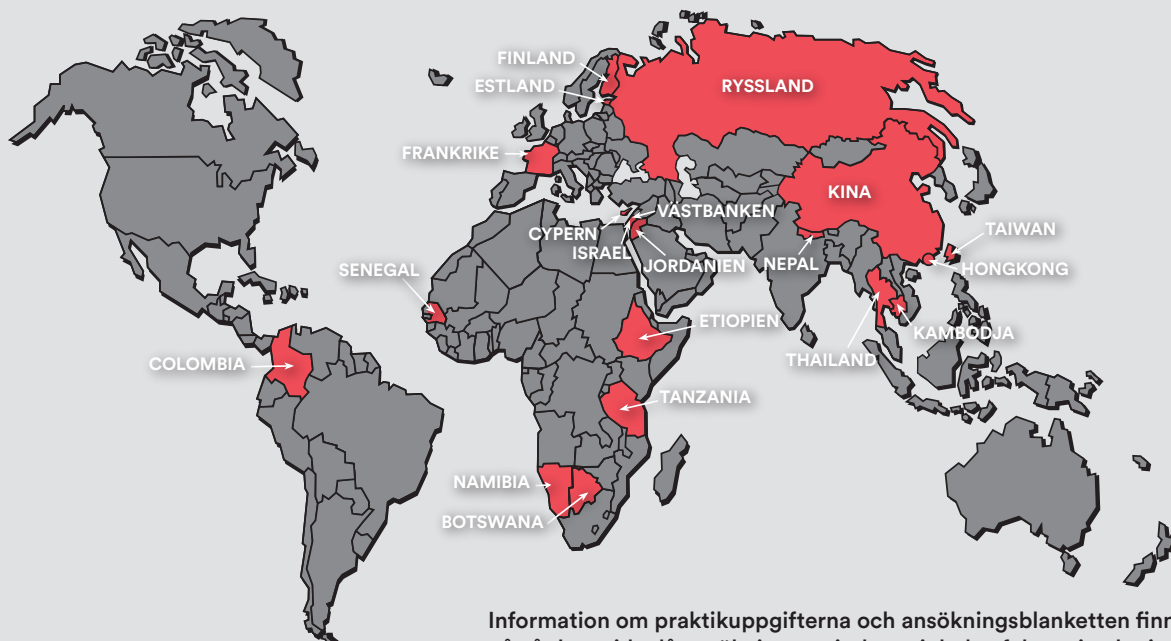 FINLAND
ESTLAND
RYSSLAND
FRANKRIKE
KINA
VÄSTBANKEN
CYPERN
ISRAEL
JORDANIEN
NEPAL
TAIWAN
HONGKONG
SENEGAL
ETIOPIEN
KAMBODJA
THAILAND
COLOMBIA
TANZANIA
NAMIBIA
BOTSWANA
Information om praktikuppgifterna och ansökningsblanketten